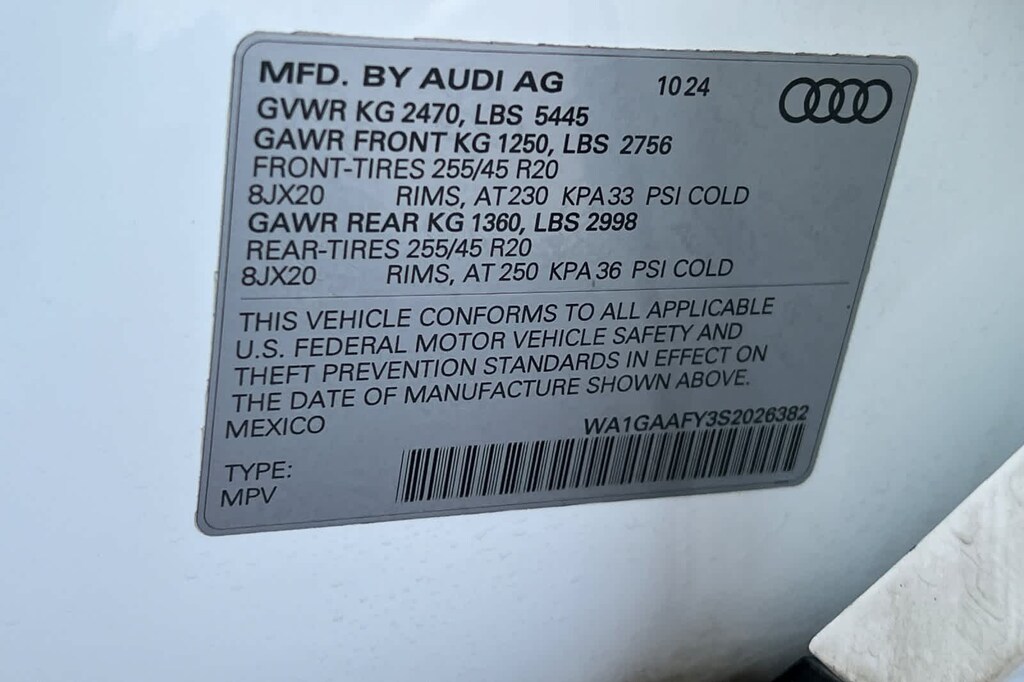 MFD. BY AUDI AG 1024
GVWR KG 2470, LBS 5445
GAWR FRONT KG 1250, LBS 2756
FRONT-TIRES 255/45 R20
8JX20 RIMS, AT 230 KPA 33 PSI COLD
GAWR REAR KG 1360, LBS 2998
REAR-TIRES 255/45 R20
8JX20 RIMS, AT 250 KPA 36 PSI COLD
THIS VEHICLE CONFORMS TO ALL APPLICABLE
U.S. FEDERAL MOTOR VEHICLE SAFETY AND
THEFT PREVENTION STANDARDS IN EFFECT ON
THE DATE OF MANUFACTURE SHOWN ABOVE.
MEXICO WA1GAAFY3S2026382
TYPE:
MPV